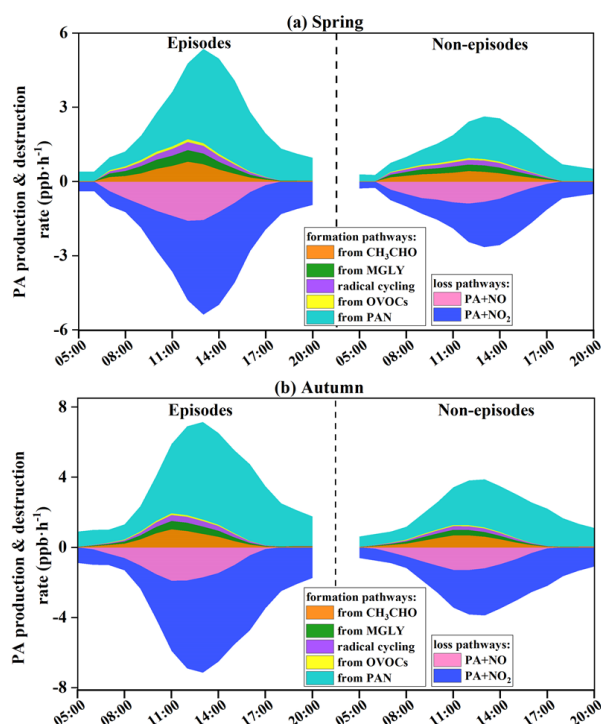 (a) Spring
Episodes
Non-episodes
PA production & destruction
rate (ppb·h⁻¹)
6
3
0
-3
-6
formation pathways:
from CH₃CHO
from MGLY
radical cycling
from OVOCs
from PAN
loss pathways:
PA+NO
PA+NO₂
05:00 08:00 11:00 14:00 17:00 20:00 05:00 08:00 11:00 14:00 17:00 20:00
(b) Autumn
Episodes
Non-episodes
PA production & destruction
rate (ppb·h⁻¹)
8
4
0
-4
-8
formation pathways:
from CH₃CHO
from MGLY
radical cycling
from OVOCs
from PAN
loss pathways:
PA+NO
PA+NO₂
05:00 08:00 11:00 14:00 17:00 20:00 05:00 08:00 11:00 14:00 17:00 20:00